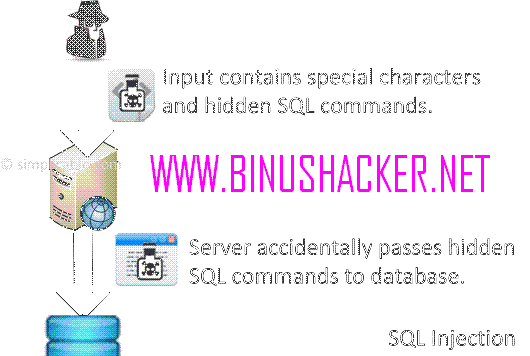 Input contains special characters
and hidden SQL commands.
WWW.BINUSHACKER.NET
Server accidentally passes hidden
SQL commands to database.
SQL Injection